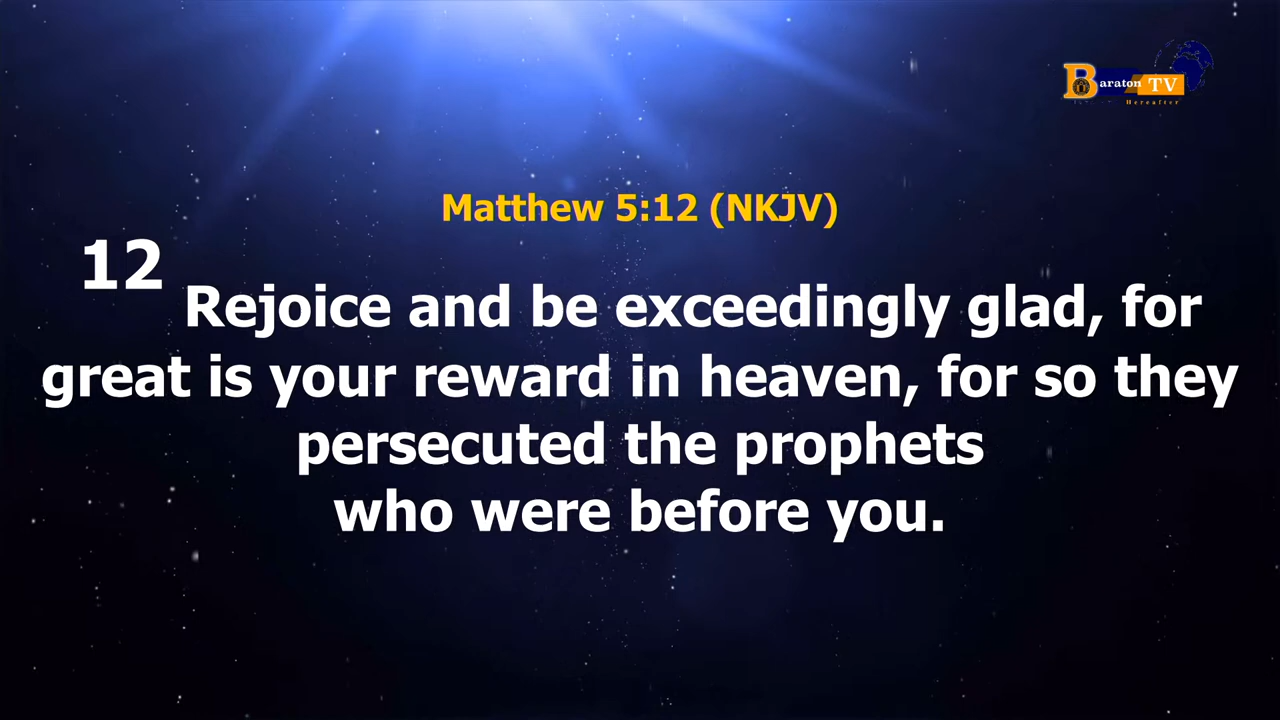 Baraton TV
Hereafter
Matthew 5:12 (NKJV)
12 Rejoice and be exceedingly glad, for
great is your reward in heaven, for so they
persecuted the prophets
who were before you.